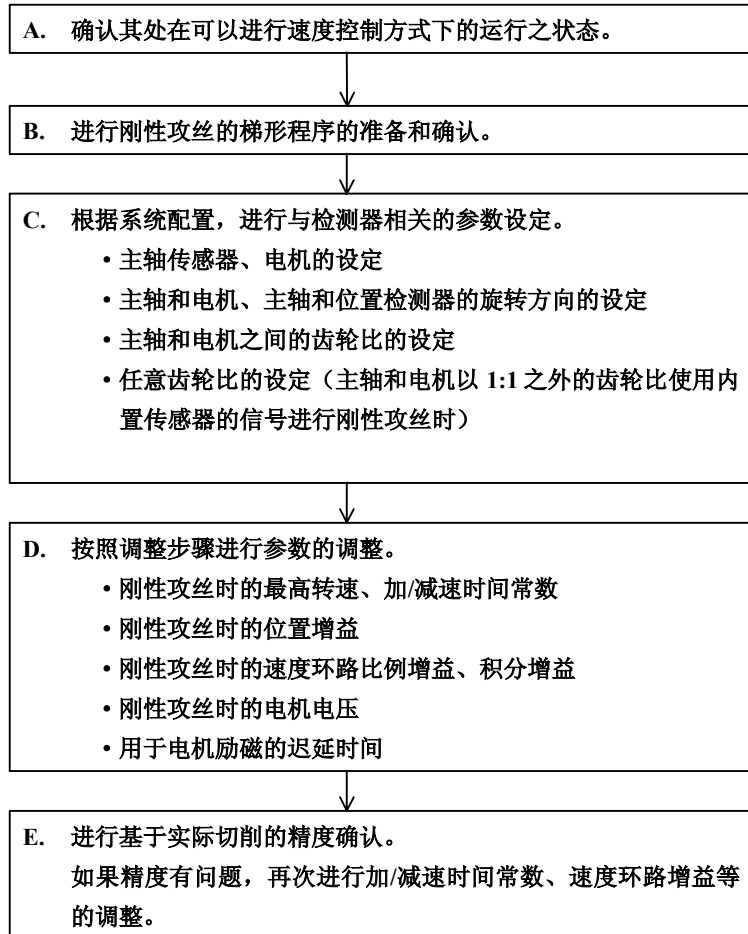 A. 确认其处在可以进行速度控制方式下的运行之状态。
B. 进行刚性攻丝的梯形程序的准备和确认。
C. 根据系统配置，进行与检测器相关的参数设定。
・主轴传感器、电机的设定
・主轴和电机、主轴和位置检测器的旋转方向的设定
・主轴和电机之间的齿轮比的设定
・任意齿轮比的设定（主轴和电机以 1:1 之外的齿轮比使用内
置传感器的信号进行刚性攻丝时）
D. 按照调整步骤进行参数的调整。
・刚性攻丝时的最高转速、加/减速时间常数
・刚性攻丝时的位置增益
・刚性攻丝时的速度环路比例增益、积分增益
・刚性攻丝时的电机电压
・用于电机励磁的迟延时间
E. 进行基于实际切削的精度确认。
如果精度有问题，再次进行加/减速时间常数、速度环路增益等
的调整。